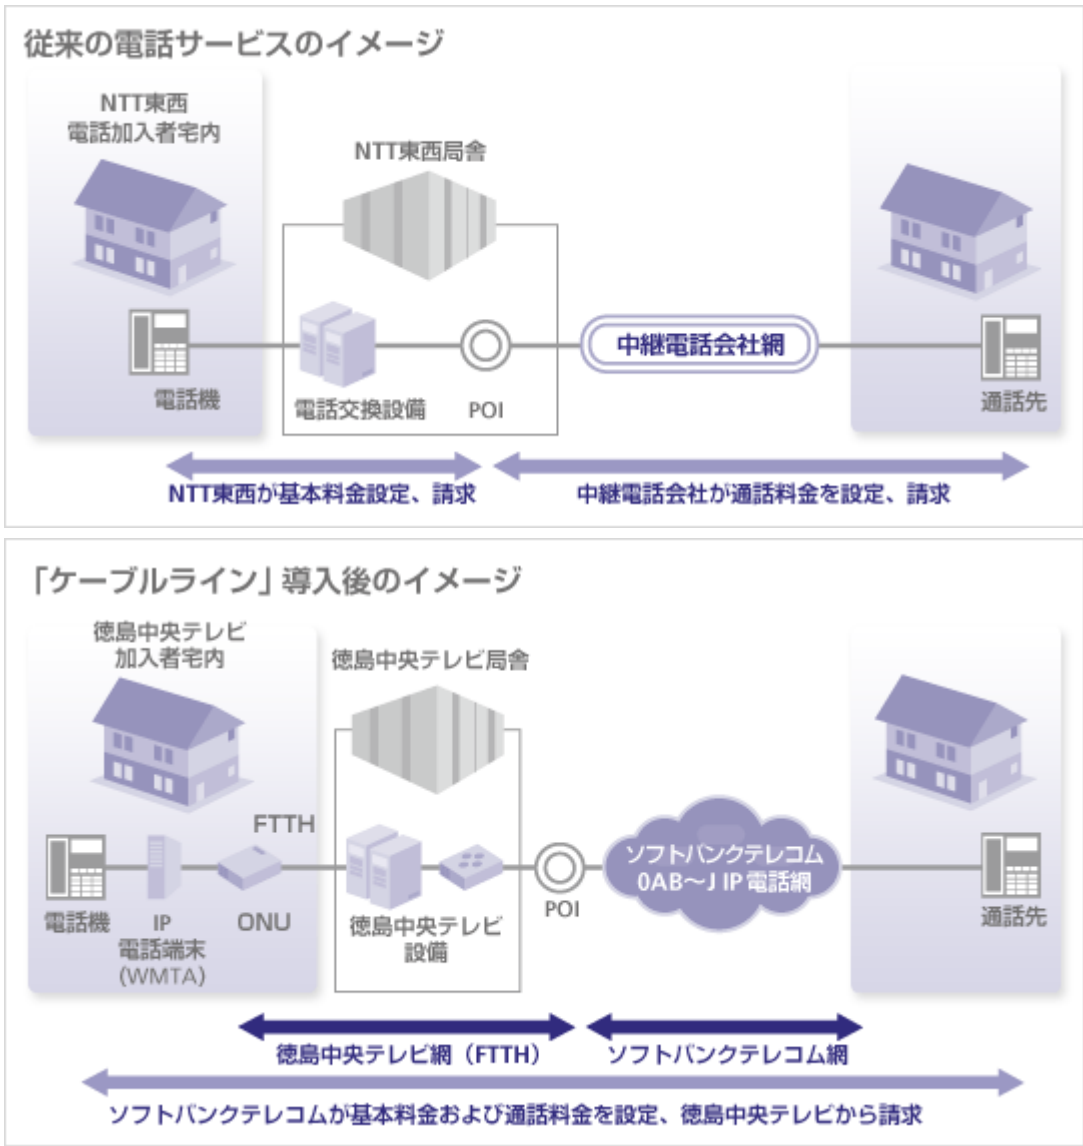 従来の電話サービスのイメージ
NTT東西
電話加入者宅内
NTT東西局舎
中継電話会社網
電話機
電話交換設備
POI
通話先
NTT東西が基本料金設定、請求
中継電話会社が通話料金を設定、請求
「ケーブルライン」導入後のイメージ
徳島中央テレビ
加入者宅内
徳島中央テレビ局舎
FTTH
ソフトバンクテレコム
0AB〜J IP電話網
電話機
IP
電話端末
(WMTA)
ONU
徳島中央テレビ
設備
POI
通話先
徳島中央テレビ網（FTTH）
ソフトバンクテレコム網
ソフトバンクテレコムが基本料金および通話料金を設定、徳島中央テレビから請求